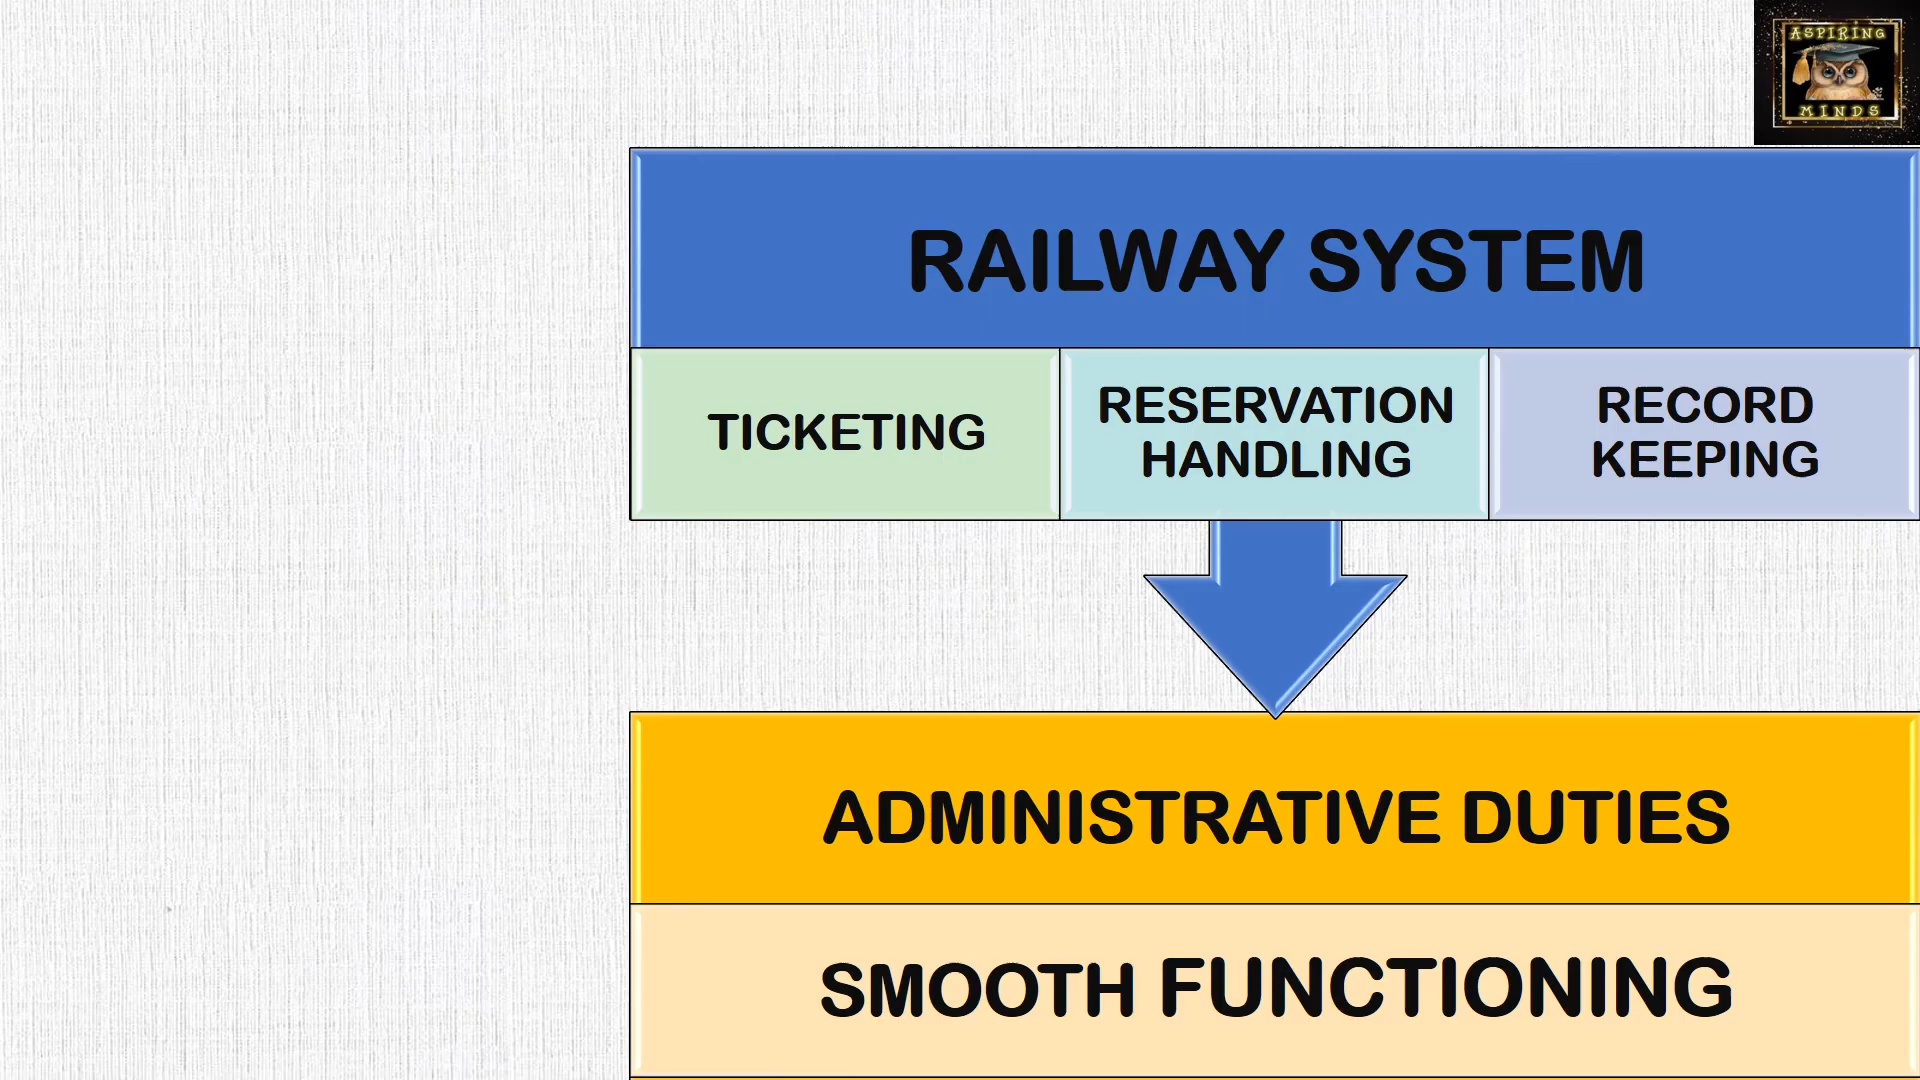 ASPIRING
MINDS
RAILWAY SYSTEM
TICKETING
RESERVATION
HANDLING
RECORD
KEEPING
ADMINISTRATIVE DUTIES
SMOOTH FUNCTIONING